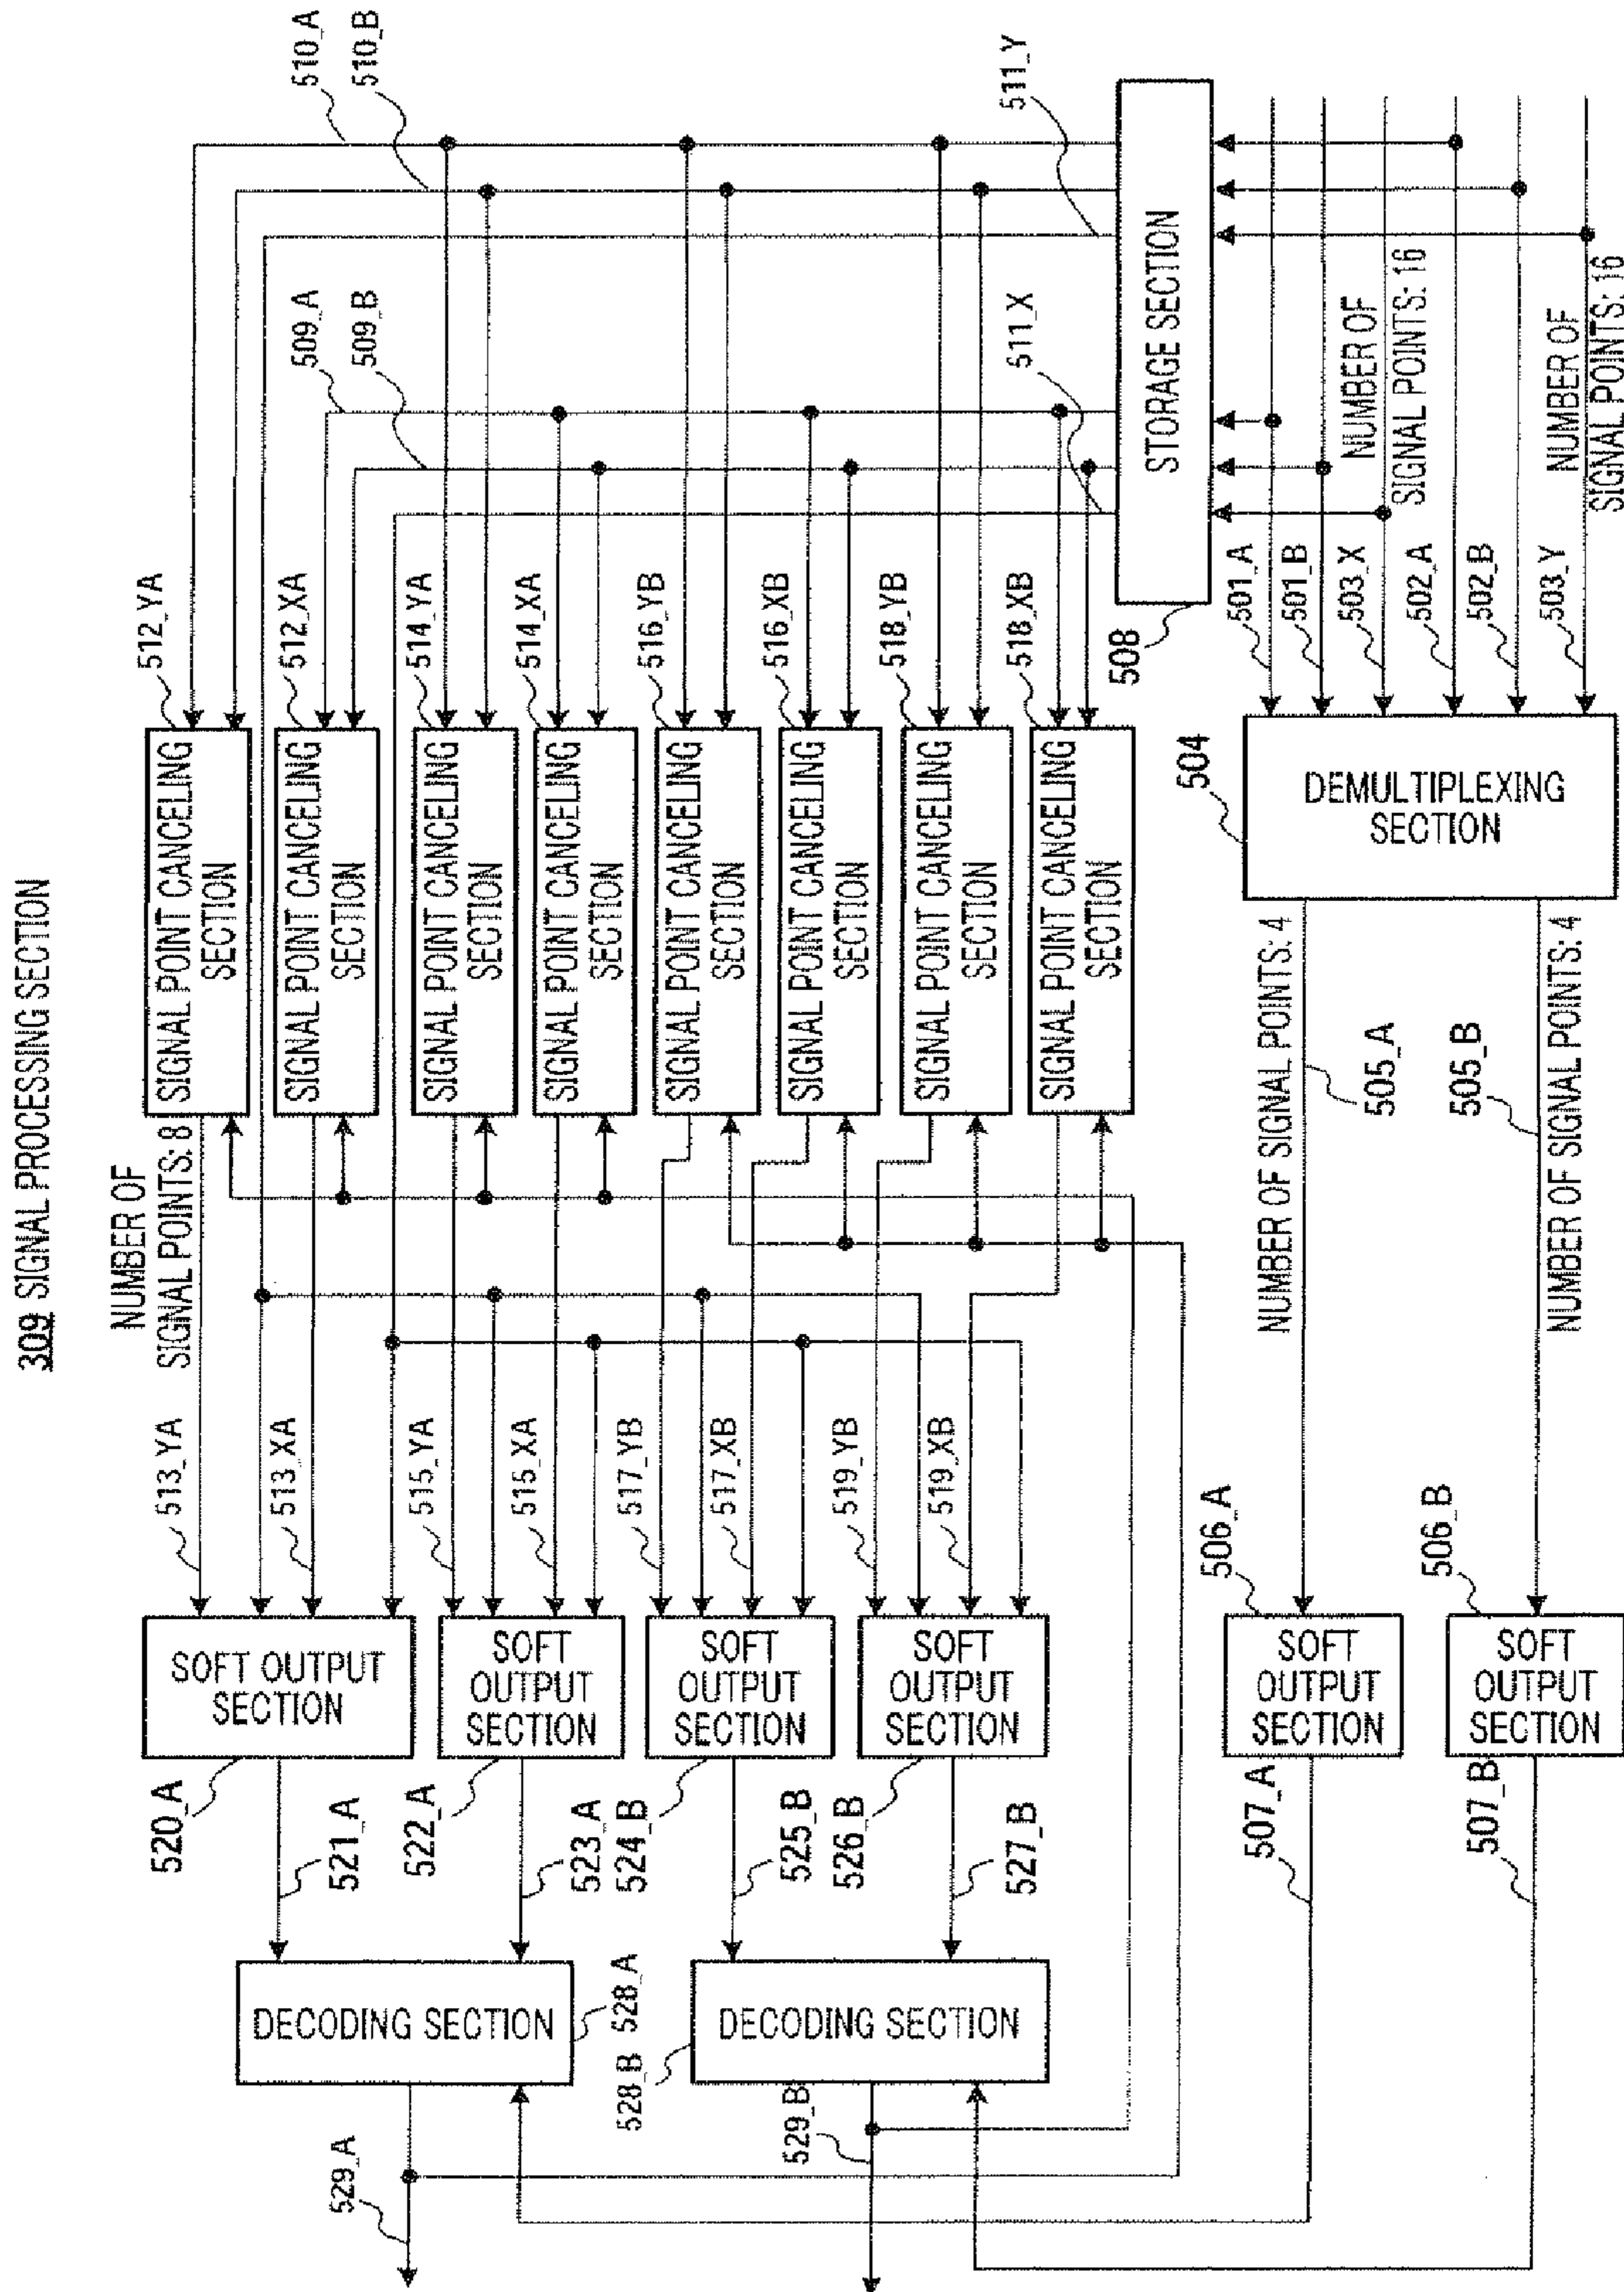 309 SIGNAL PROCESSING SECTION
510_A
510_B
511_Y
509_A
509_B
511_X
STORAGE SECTION
508
NUMBER OF
SIGNAL POINTS: 16
NUMBER OF
SIGNAL POINTS: 16
501_A
501_B
503_X
502_A
502_B
503_Y
504
DEMULTIPLEXING
SECTION
512_YA
SIGNAL POINT CANCELING
SECTION
512_XA
SIGNAL POINT CANCELING
SECTION
514_YA
SIGNAL POINT CANCELING
SECTION
514_XA
SIGNAL POINT CANCELING
SECTION
516_YB
SIGNAL POINT CANCELING
SECTION
516_XB
SIGNAL POINT CANCELING
SECTION
518_YB
SIGNAL POINT CANCELING
SECTION
518_XB
SIGNAL POINT CANCELING
SECTION
NUMBER OF
SIGNAL POINTS: 8
NUMBER OF SIGNAL POINTS: 4
505_A
505_B
NUMBER OF SIGNAL POINTS: 4
513_YA
513_XA
515_YA
515_XA
517_YB
517_XB
519_YB
519_XB
506_A
506_B
SOFT OUTPUT
SECTION
SOFT
OUTPUT
SECTION
SOFT
OUTPUT
SECTION
SOFT
OUTPUT
SECTION
SOFT
OUTPUT
SECTION
SOFT
OUTPUT
SECTION
520_A
521_A
522_A
523_A
524_B
525_B
526_B
527_B
507_A
507_B
DECODING SECTION
528_A
DECODING SECTION
528_B
529_A
529_B